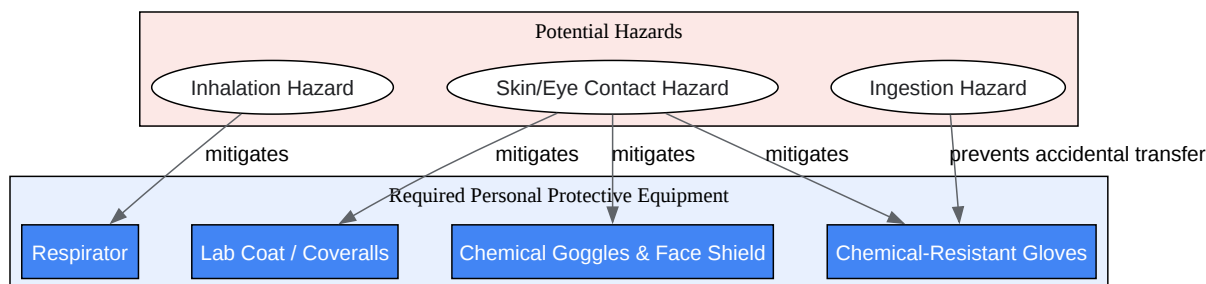 Potential Hazards
Inhalation Hazard
Skin/Eye Contact Hazard
Ingestion Hazard
mitigates
mitigates
mitigates
mitigates
prevents accidental transfer
Required Personal Protective Equipment
Respirator
Lab Coat / Coveralls
Chemical Goggles & Face Shield
Chemical-Resistant Gloves